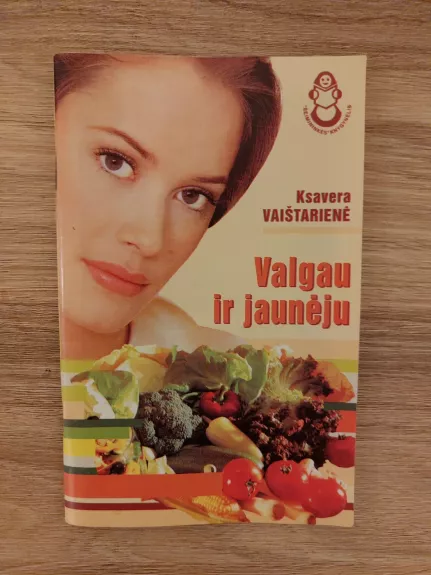 Ksavera
VAIŠTARIENĖ
Valgau
ir jaunėju